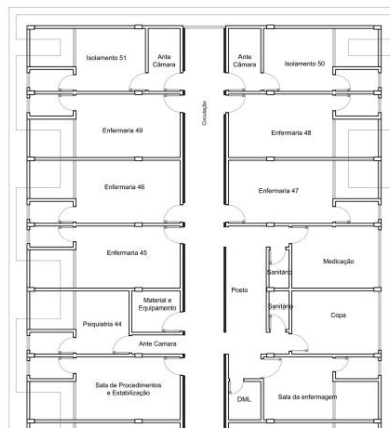 Isolamento 51
Ante
Câmara
Ante
Câmara
Isolamento 50
Circulação
Enfermaria 49
Enfermaria 48
Enfermaria 46
Enfermaria 47
Enfermaria 45
Posto
Sanitário
Medicação
Material e
Equipamento
Psiquiatria 44
Sanitário
Copa
Ante Camara
Sala de Procedimentos
e Estabilização
DML
Sala da enfermagem